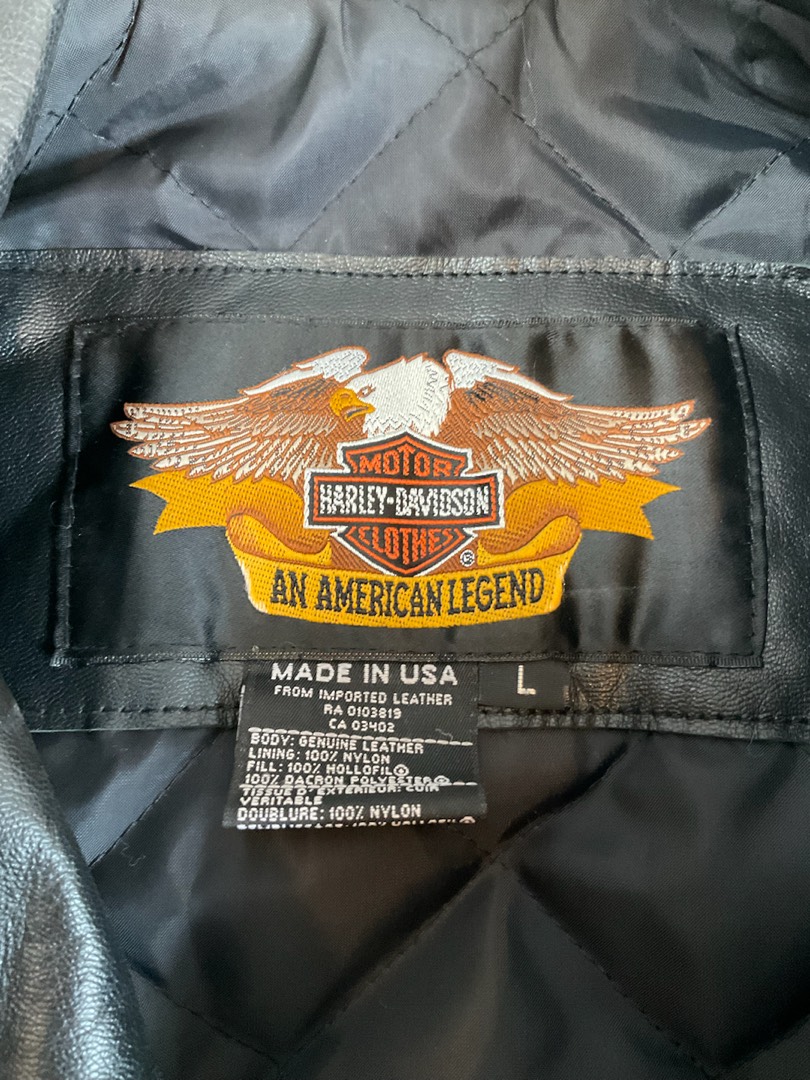 MOTOR
HARLEY-DAVIDSON
CLOTHES
®
AN AMERICAN LEGEND
MADE IN USA
L
FROM IMPORTED LEATHER
RA 0103819
CA 03402
BODY: GENUINE LEATHER
LINING: 100% NYLON
FILL: 100% HOLLOFIL®
100% DACRON POLYESTER®
TISSUE D'EXTERIEUR: CUIR
VERITABLE
DOUBLURE: 100% NYLON